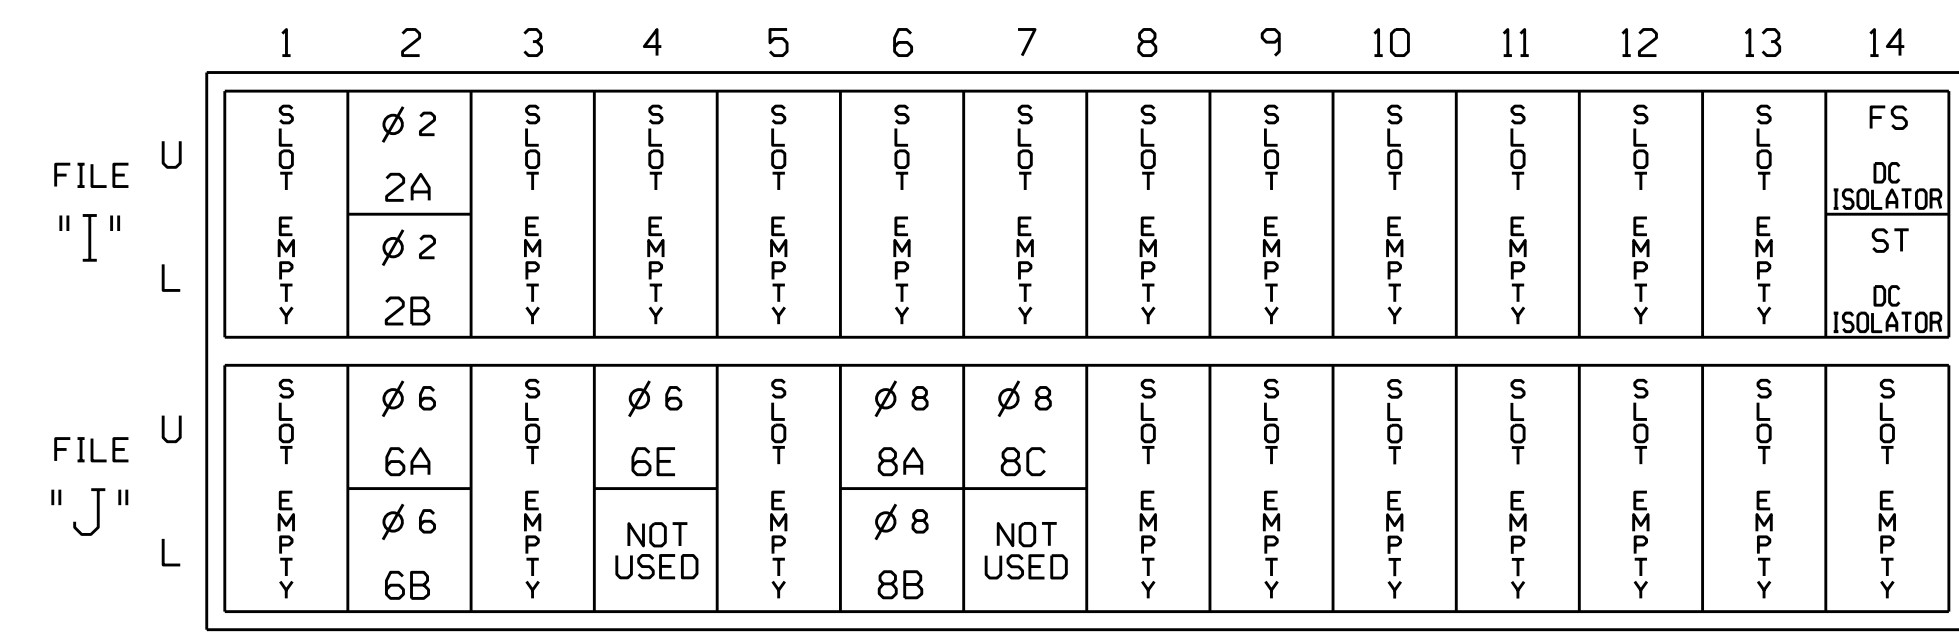 1 2 3 4 5 6 7 8 9 10 11 12 13 14
FILE "I"
U
L
SLOT EMPTY
Ø 2
2A
Ø 2
2B
SLOT EMPTY
SLOT EMPTY
SLOT EMPTY
SLOT EMPTY
SLOT EMPTY
SLOT EMPTY
SLOT EMPTY
SLOT EMPTY
SLOT EMPTY
SLOT EMPTY
SLOT EMPTY
FS
DC
ISOLATOR
ST
DC
ISOLATOR
FILE "J"
U
L
SLOT EMPTY
Ø 6
6A
Ø 6
6B
SLOT EMPTY
Ø 6
6E
NOT
USED
SLOT EMPTY
Ø 8
8A
Ø 8
8B
Ø 8
8C
NOT
USED
SLOT EMPTY
SLOT EMPTY
SLOT EMPTY
SLOT EMPTY
SLOT EMPTY
SLOT EMPTY
SLOT EMPTY